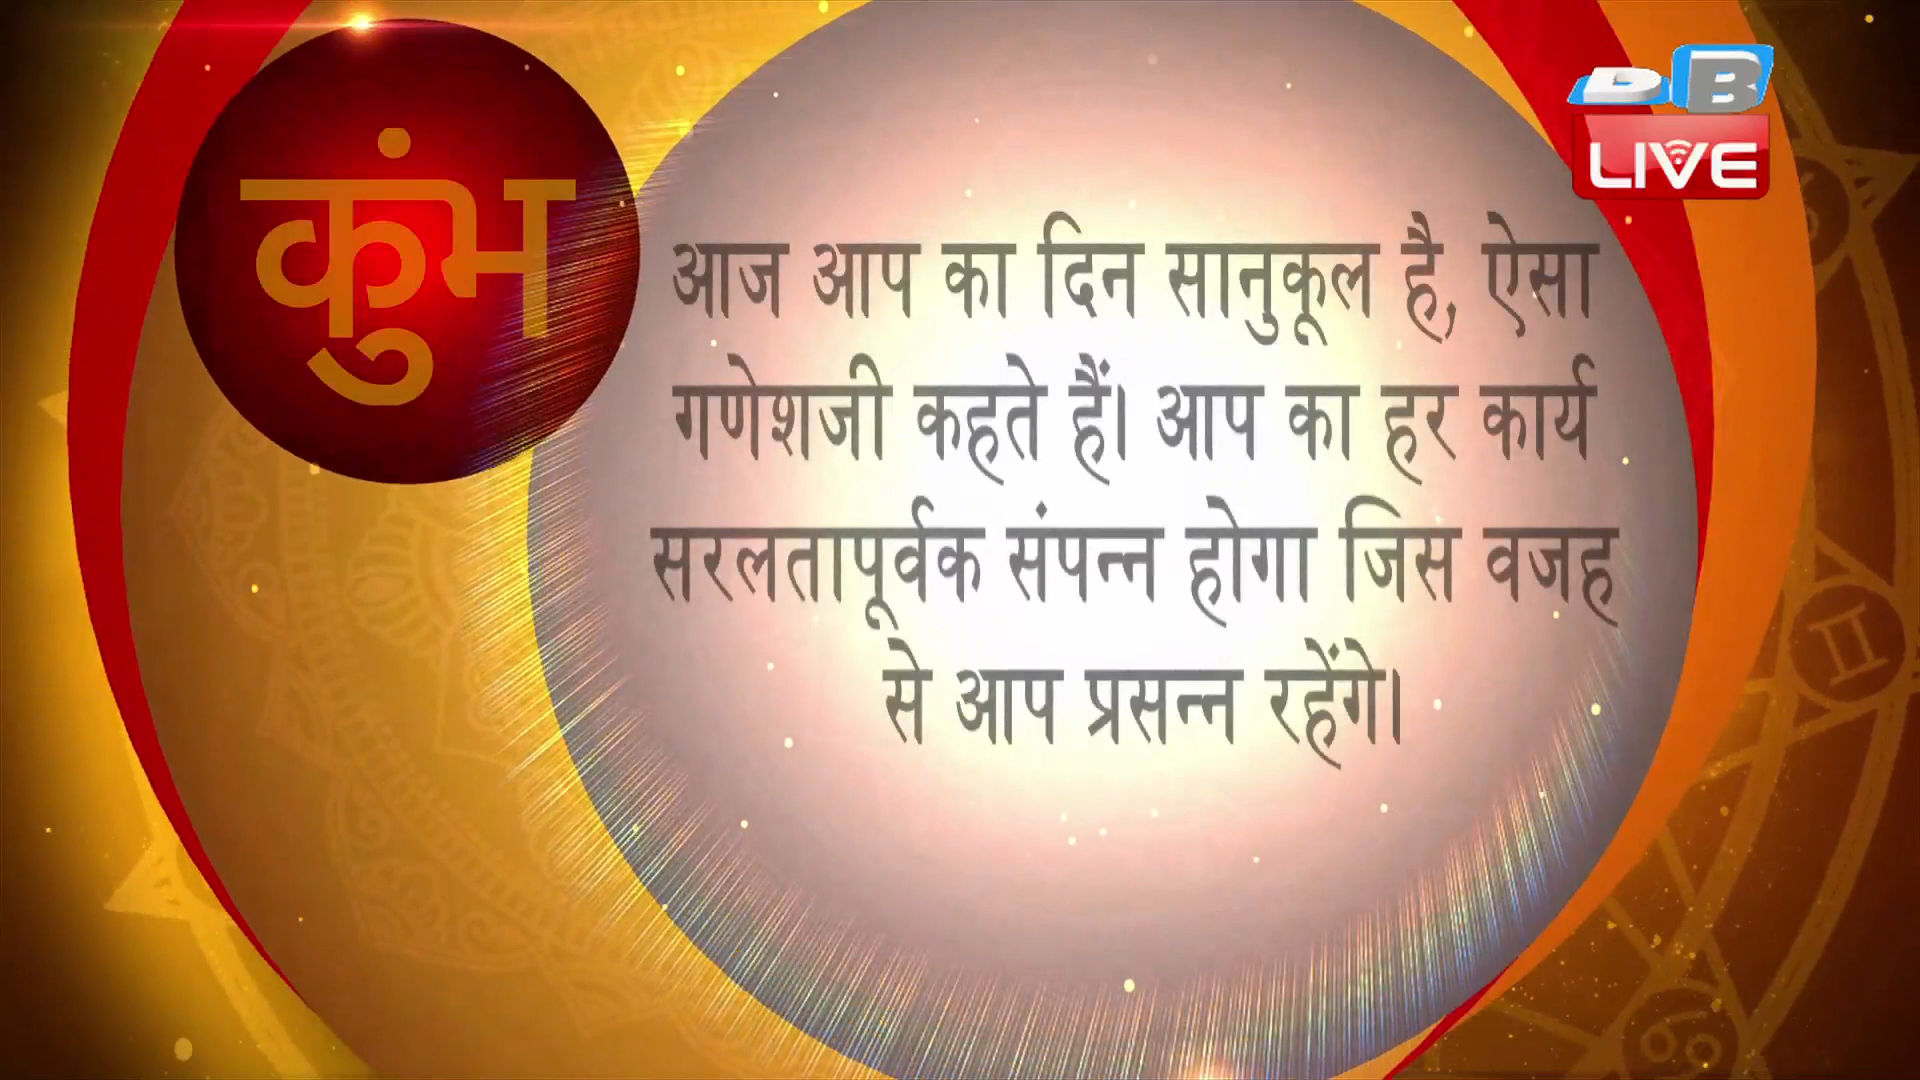 कुंभ
DB
LIVE
आज आप का दिन सानुकूल है, ऐसा
गणेशजी कहते हैं। आप का हर कार्य
सरलतापूर्वक संपन्न होगा जिस वजह
से आप प्रसन्न रहेंगे।